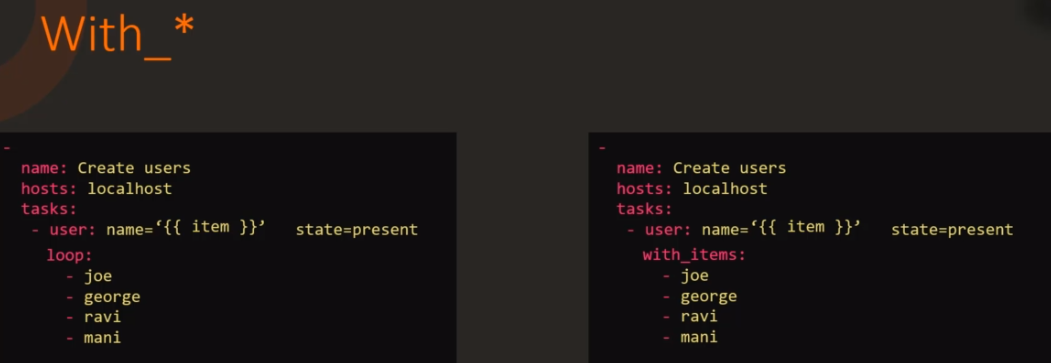 With_*
-
name: Create users
hosts: localhost
tasks:
- user: name=‘{{ item }}’ state=present
loop:
- joe
- george
- ravi
- mani
-
name: Create users
hosts: localhost
tasks:
- user: name=‘{{ item }}’ state=present
with_items:
- joe
- george
- ravi
- mani